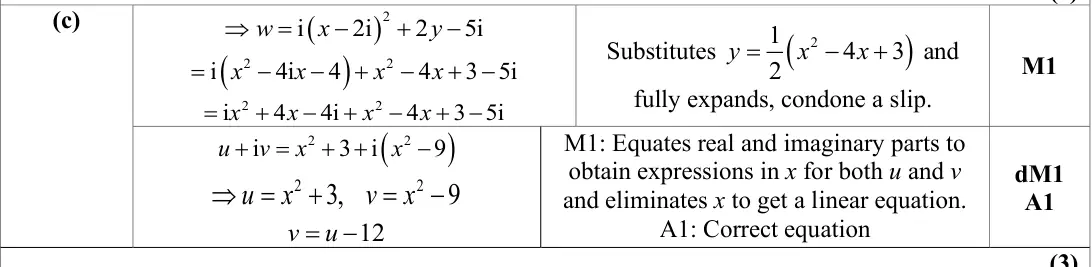 (c)
⇒ w = i(x − 2i)² + 2y − 5i
= i(x² − 4ix − 4) + x² − 4x + 3 − 5i
= ix² + 4x − 4i + x² − 4x + 3 − 5i
Substitutes y = 1/2 (x² − 4x + 3) and
fully expands, condone a slip.
M1
u + iv = x² + 3 + i(x² − 9)
⇒ u = x² + 3, v = x² − 9
v = u − 12
M1: Equates real and imaginary parts to
obtain expressions in x for both u and v
and eliminates x to get a linear equation.
A1: Correct equation
dM1
A1
(3)